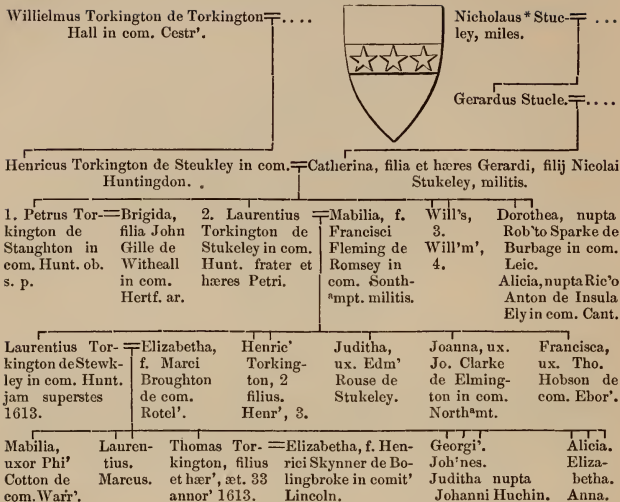 Willielmus Torkington de Torkington=....
Hall in com. Cestr'.
Nicholaus* Stuc-=....
ley, miles.
Gerardus Stucle.=....
Henricus Torkington de Steukley in com.=Catherina, filia et hæres Gerardi, filij Nicolai
Huntingdon.
Stukeley, militis.
1. Petrus Tor-=Brigida,
kington de filia John
Staughton in Gille de
com. Hunt. ob. Witheall
s. p. in com.
Hertf. ar.
2. Laurentius=
Torkington de
Stukeley in com.
Hunt. frater et
hæres Petri.
Mabilia, f.
Francisci
Fleming de
Romsey in
com. South-
ampt. militis.
Will's,
3.
Will'm',
4.
Dorothea, nupta
Rob'to Sparke de
Burbage in com.
Leic.
Alicia, nupta Ric'o
Anton de Insula
Ely in com. Cant.
Laurentius Tor-=
kington de Stewk-
ley in com. Hunt.
jam superstes
1613.
Elizabetha,
f. Marci
Broughton
de com.
Rotel'.
Henric'
Torking-
ton, 2
filius.
Henr', 3.
Juditha,
ux. Edm'
Rouse de
Stukeley.
Joanna, ux.
Jo. Clarke
de Elming-
ton in com.
Northamt.
Francisca,
ux. Tho.
Hobson de
com. Ebor'.
Mabilia,
uxor Phi'
Cotton de
com. Warr'.
Lauren-
tius.
Marcus.
Thomas Tor-=
kington, filius
et hær', æt. 33
annor' 1613.
Elizabetha, f. Hen-
rici Skynner de Bo-
lingbroke in comit'
Lincoln.
Georgi'.
Joh'nes.
Juditha nupta
Johanni Huchin.
Alicia.
Eliza-
betha.
Anna.